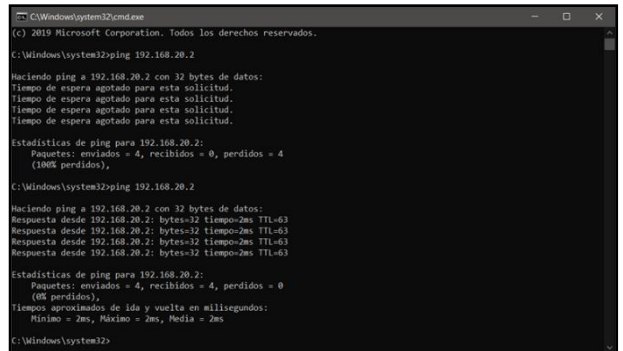 C:\Windows\system32\cmd.exe
(c) 2019 Microsoft Corporation. Todos los derechos reservados.
C:\Windows\system32>ping 192.168.20.2
Haciendo ping a 192.168.20.2 con 32 bytes de datos:
Tiempo de espera agotado para esta solicitud.
Tiempo de espera agotado para esta solicitud.
Tiempo de espera agotado para esta solicitud.
Tiempo de espera agotado para esta solicitud.
Estadísticas de ping para 192.168.20.2:
Paquetes: enviados = 4, recibidos = 0, perdidos = 4
(100% perdidos),
C:\Windows\system32>ping 192.168.20.2
Haciendo ping a 192.168.20.2 con 32 bytes de datos:
Respuesta desde 192.168.20.2: bytes=32 tiempo=2ms TTL=63
Respuesta desde 192.168.20.2: bytes=32 tiempo=2ms TTL=63
Respuesta desde 192.168.20.2: bytes=32 tiempo=2ms TTL=63
Respuesta desde 192.168.20.2: bytes=32 tiempo=2ms TTL=63
Estadísticas de ping para 192.168.20.2:
Paquetes: enviados = 4, recibidos = 4, perdidos = 0
(0% perdidos),
Tiempos aproximados de ida y vuelta en milisegundos:
Mínimo = 2ms, Máximo = 2ms, Media = 2ms
C:\Windows\system32>